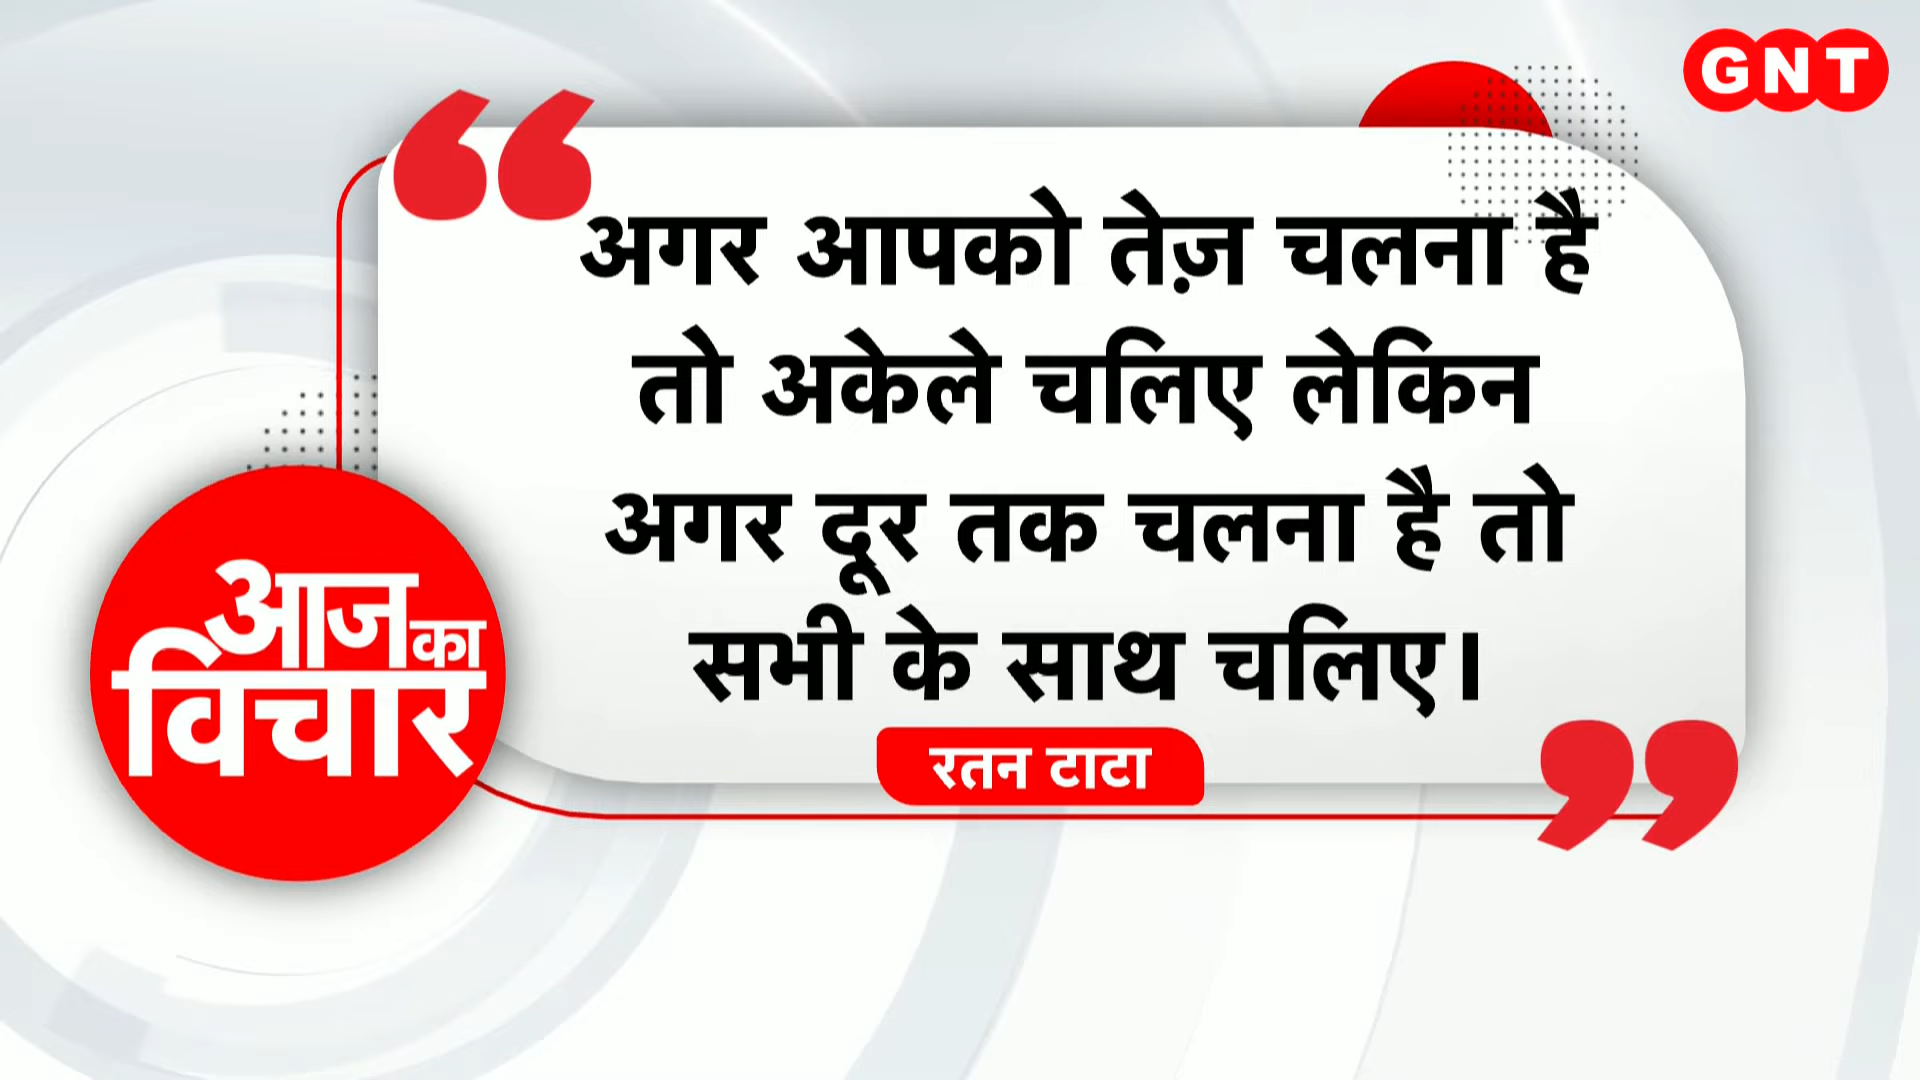 GNT
अगर आपको तेज़ चलना है
तो अकेले चलिए लेकिन
अगर दूर तक चलना है तो
सभी के साथ चलिए।
रतन टाटा
आज का
विचार